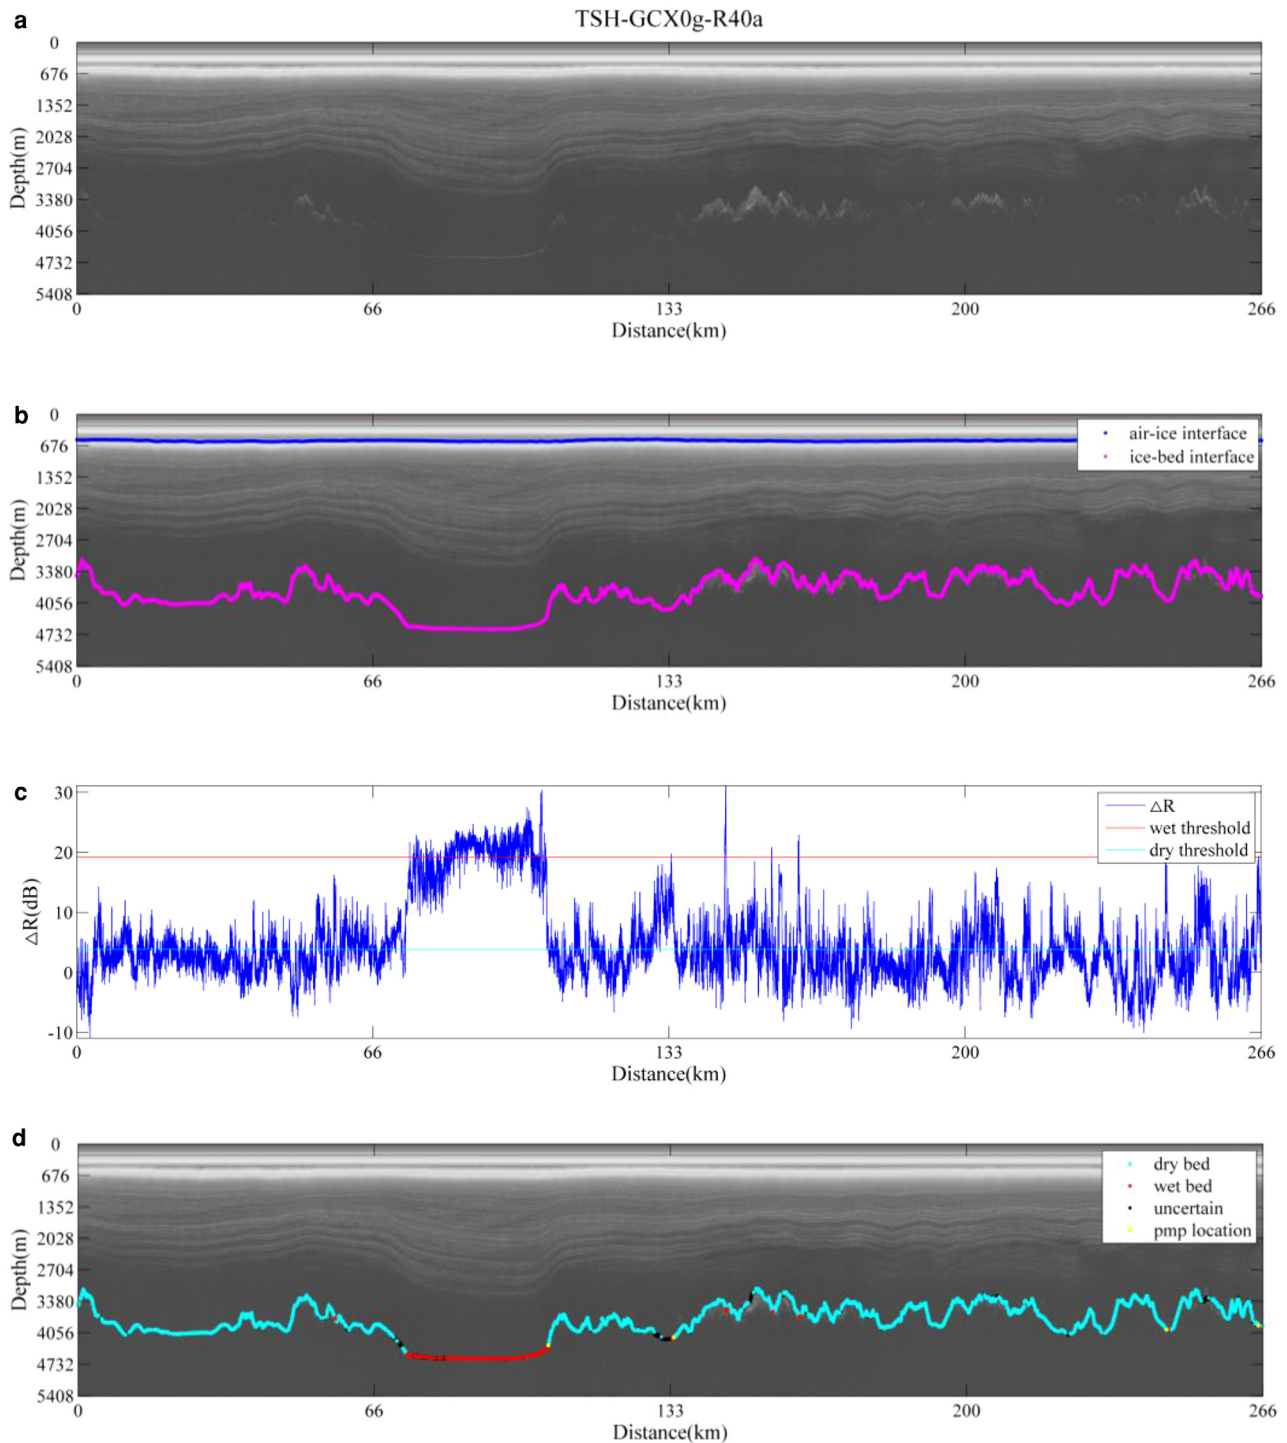 a
TSH-GCX0g-R40a
0
676
1352
2028
2704
3380
4056
4732
5408
Depth(m)
0 66 133 200 266
Distance(km)
b
0
676
1352
2028
2704
3380
4056
4732
5408
Depth(m)
air-ice interface
ice-bed interface
0 66 133 200 266
Distance(km)
c
30
20
10
0
-10
△R(dB)
△R
wet threshold
dry threshold
0 66 133 200 266
Distance(km)
d
0
676
1352
2028
2704
3380
4056
4732
5408
Depth(m)
dry bed
wet bed
uncertain
pmp location
0 66 133 200 266
Distance(km)